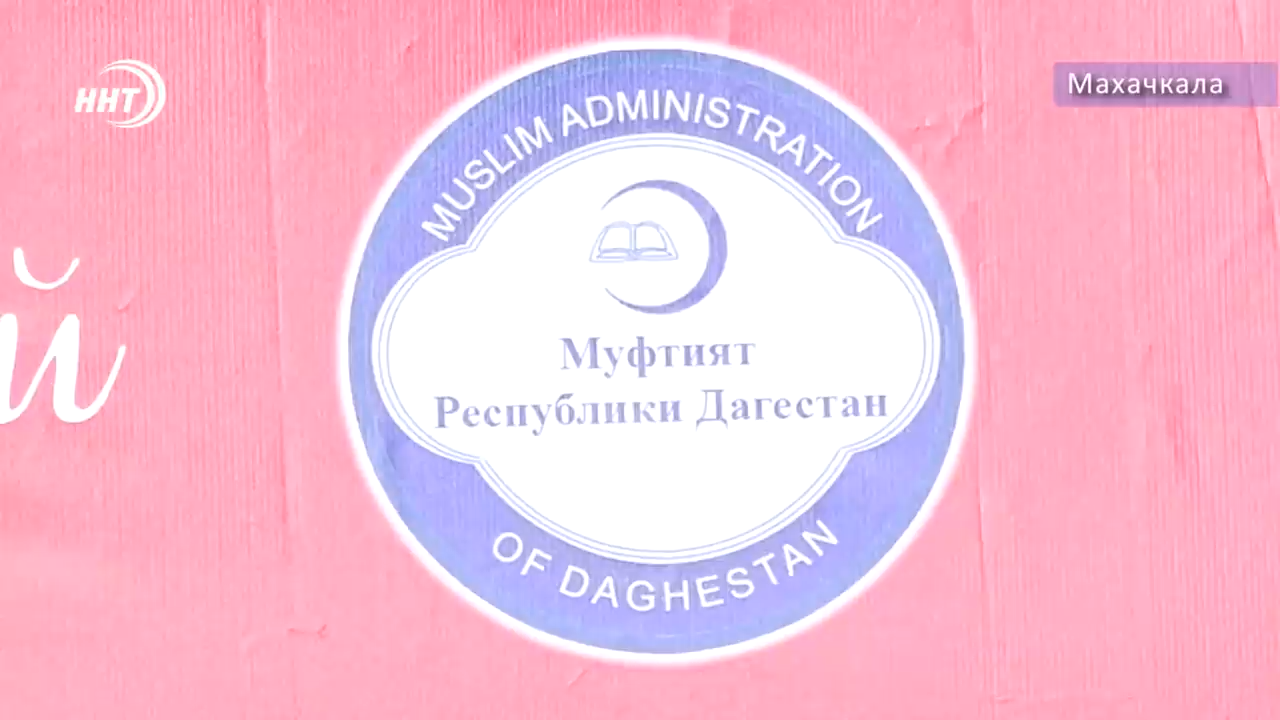 ННТ
Махачкала
MUSLIM ADMINISTRATION
Муфтият
Республики Дагестан
OF DAGHESTAN
й